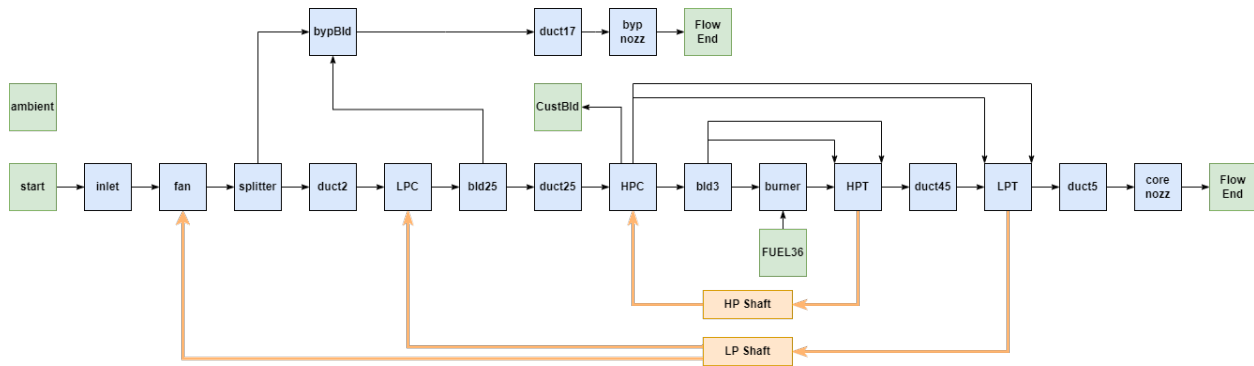 bypBld
duct17
byp
nozz
Flow
End
ambient
CustBld
start
inlet
fan
splitter
duct2
LPC
bld25
duct25
HPC
bld3
burner
HPT
duct45
LPT
duct5
core
nozz
Flow
End
FUEL36
HP Shaft
LP Shaft